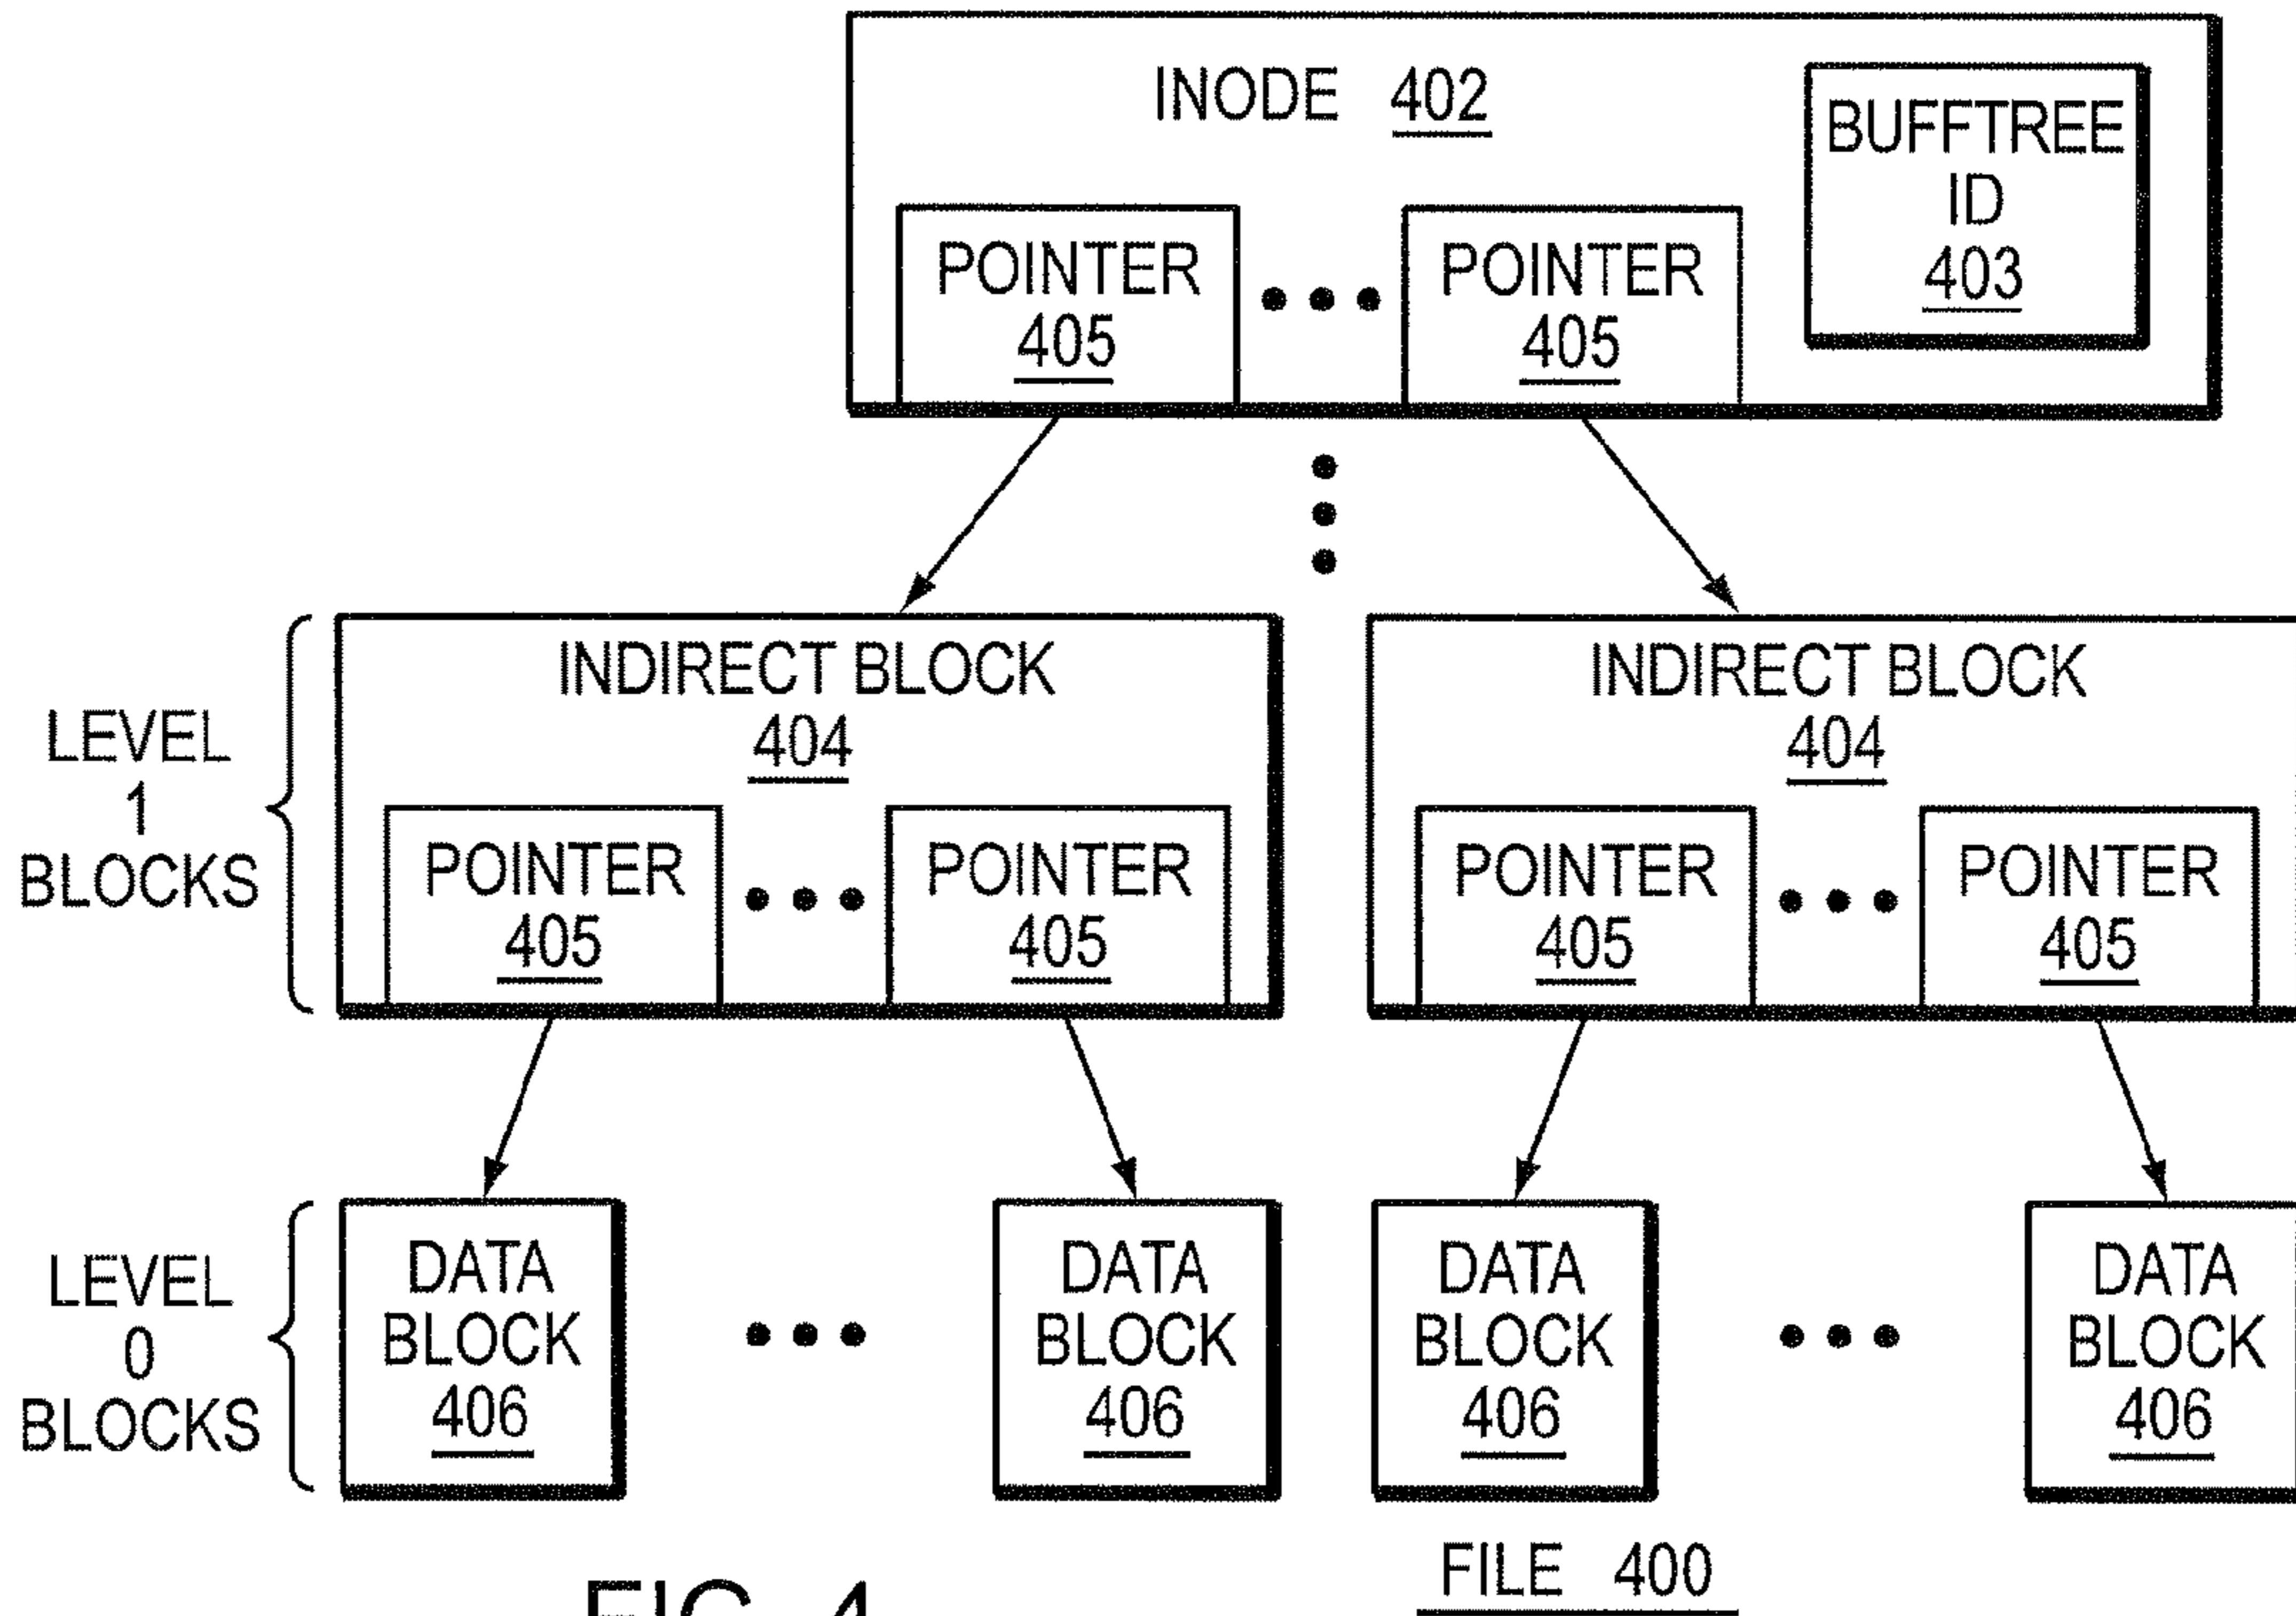 INODE 402
BUFFTREE
ID
403
POINTER
405
POINTER
405
LEVEL
1
BLOCKS
INDIRECT BLOCK
404
POINTER
405
POINTER
405
INDIRECT BLOCK
404
POINTER
405
POINTER
405
LEVEL
0
BLOCKS
DATA
BLOCK
406
DATA
BLOCK
406
DATA
BLOCK
406
DATA
BLOCK
406
FILE 400
FIG. 4